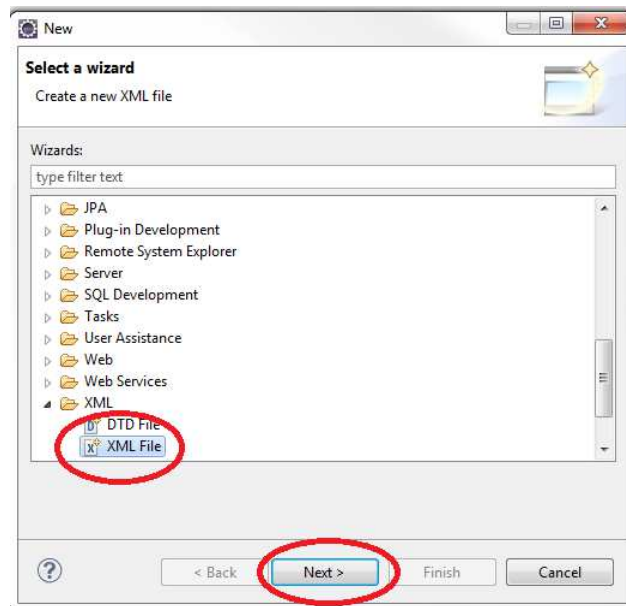 New
Select a wizard
Create a new XML file
Wizards:
type filter text
JPA
Plug-in Development
Remote System Explorer
Server
SQL Development
Tasks
User Assistance
Web
Web Services
XML
DTD File
XML File
< Back Next > Finish Cancel